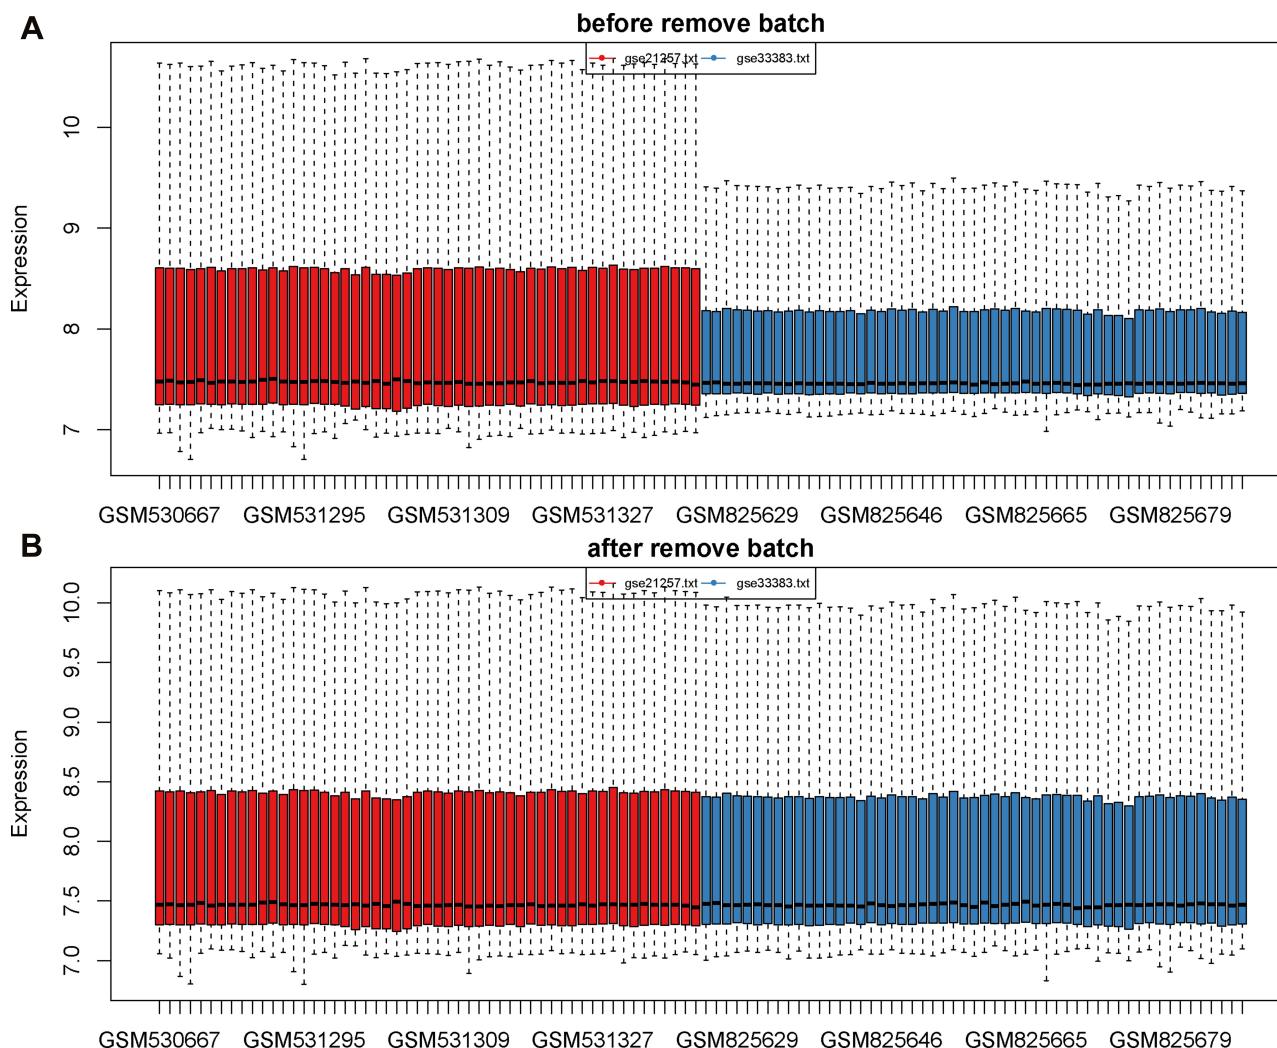 A
before remove batch
gse21257.txt gse33383.txt
10
9
8
7
Expression
GSM530667 GSM531295 GSM531309 GSM531327 GSM825629 GSM825646 GSM825665 GSM825679
B
after remove batch
gse21257.txt gse33383.txt
10.0
9.5
9.0
8.5
8.0
7.5
7.0
Expression
GSM530667 GSM531295 GSM531309 GSM531327 GSM825629 GSM825646 GSM825665 GSM825679